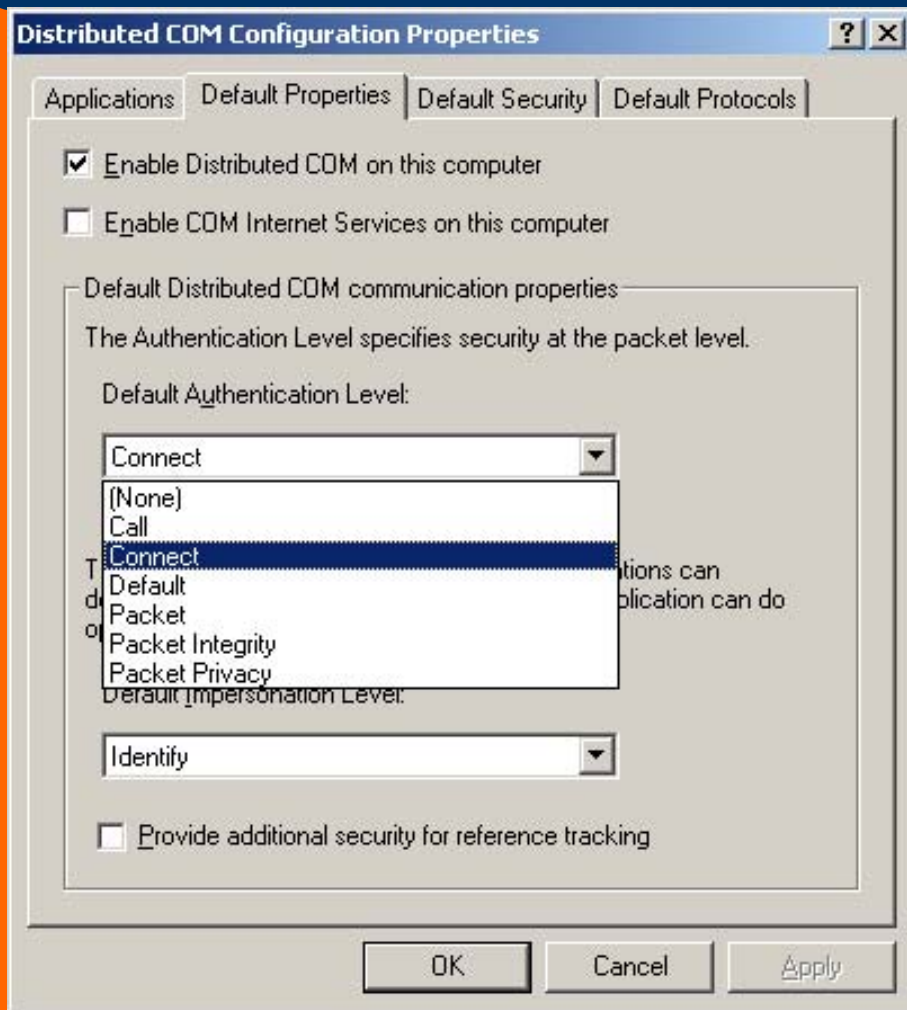 Distributed COM Configuration Properties
Applications
Default Properties
Default Security
Default Protocols
Enable Distributed COM on this computer
Enable COM Internet Services on this computer
Default Distributed COM communication properties
The Authentication Level specifies security at the packet level.
Default Authentication Level:
Connect
(None)
Call
Connect
Default
Packet
Packet Integrity
Packet Privacy
can
can do
Default Impersonation Level:
Identify
Provide additional security for reference tracking
OK
Cancel
Apply